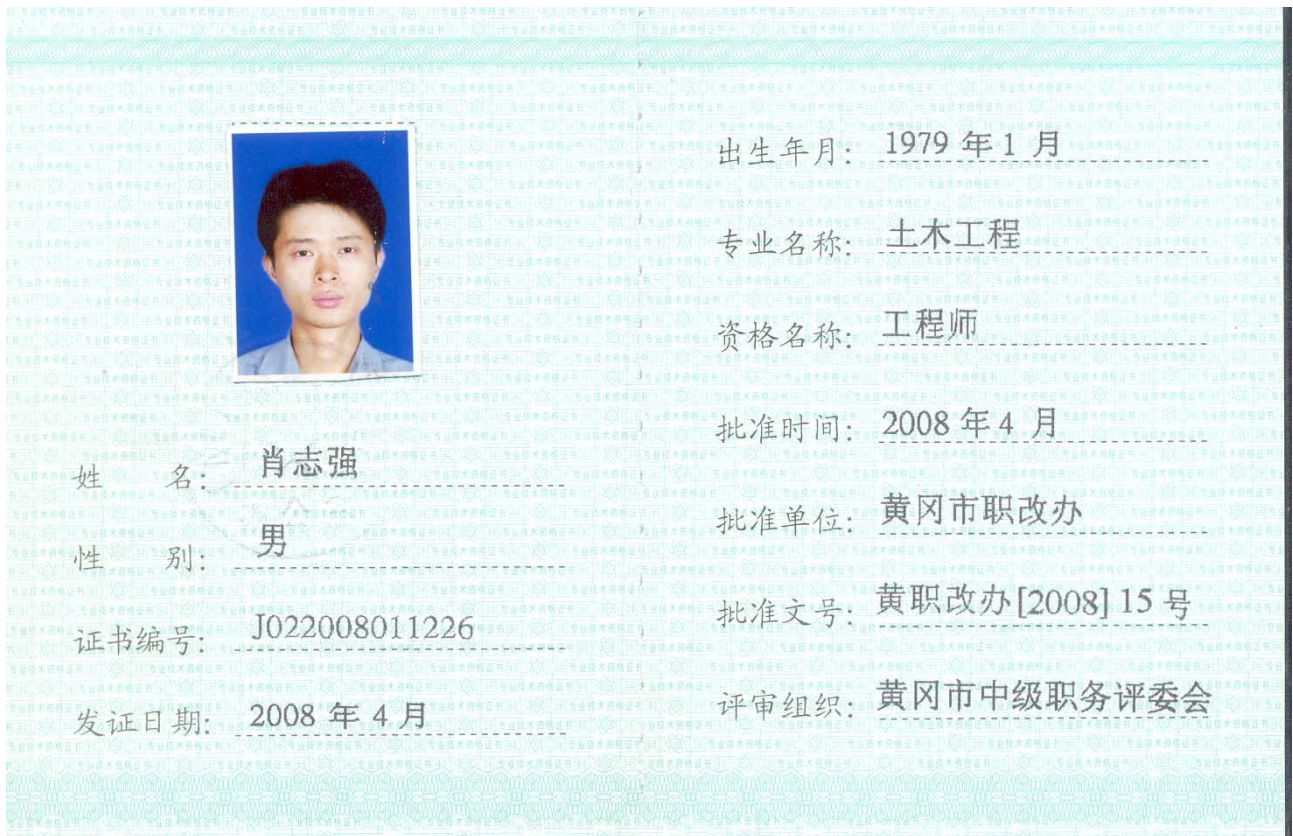 姓 名: 肖志强
性 别: 男
证书编号: J022008011226
发证日期: 2008 年 4 月
出生年月: 1979 年 1 月
专业名称: 土木工程
资格名称: 工程师
批准时间: 2008 年 4 月
批准单位: 黄冈市职改办
批准文号: 黄职改办[2008] 15 号
评审组织: 黄冈市中级职务评委会